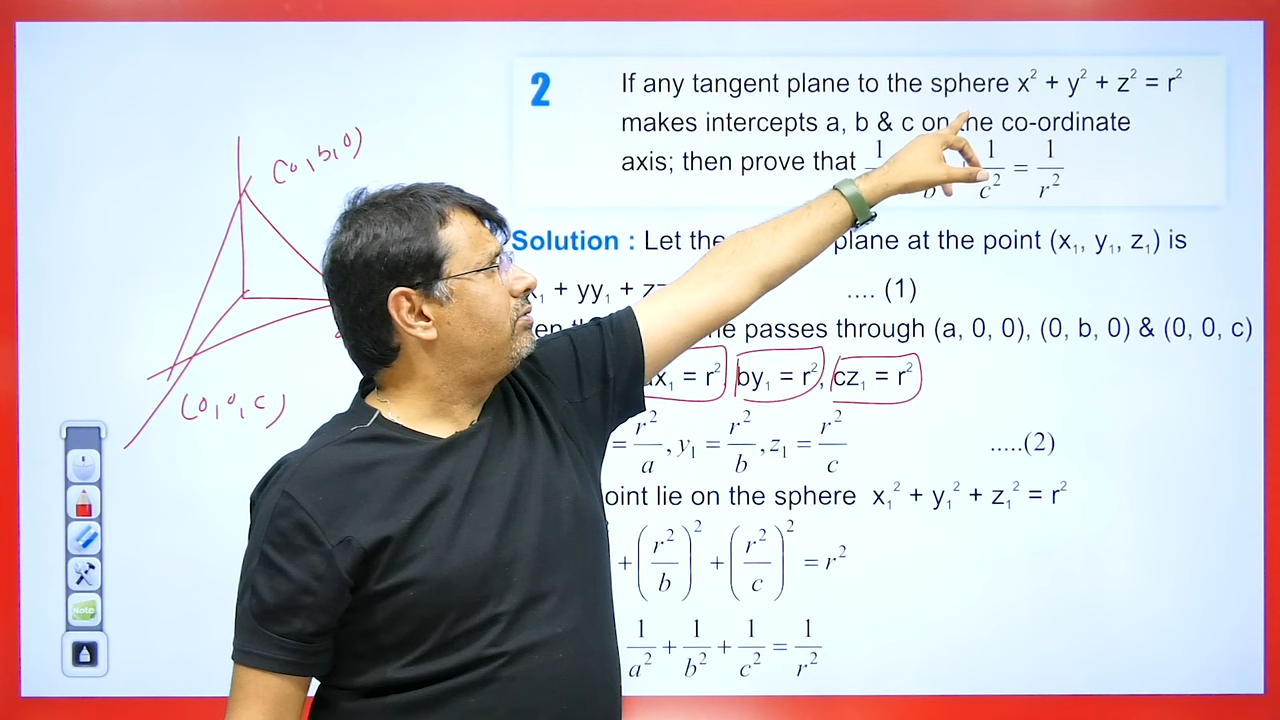 2 If any tangent plane to the sphere x² + y² + z² = r²
makes intercepts a, b & c on the co-ordinate
axis; then prove that 1 1/c² = 1/r²
(0, b, 0)
Solution : Let the plane at the point (x₁, y₁, z₁) is
x₁ + yy₁ + .... (1)
passes through (a, 0, 0), (0, b, 0) & (0, 0, c)
ax₁ = r², by₁ = r², cz₁ = r²
(0, 0, c)
= r²/a, y₁ = r²/b, z₁ = r²/c .....(2)
lie on the sphere x₁² + y₁² + z₁² = r²
+ (r²/b)² + (r²/c)² = r²
1/a² + 1/b² + 1/c² = 1/r²
Note